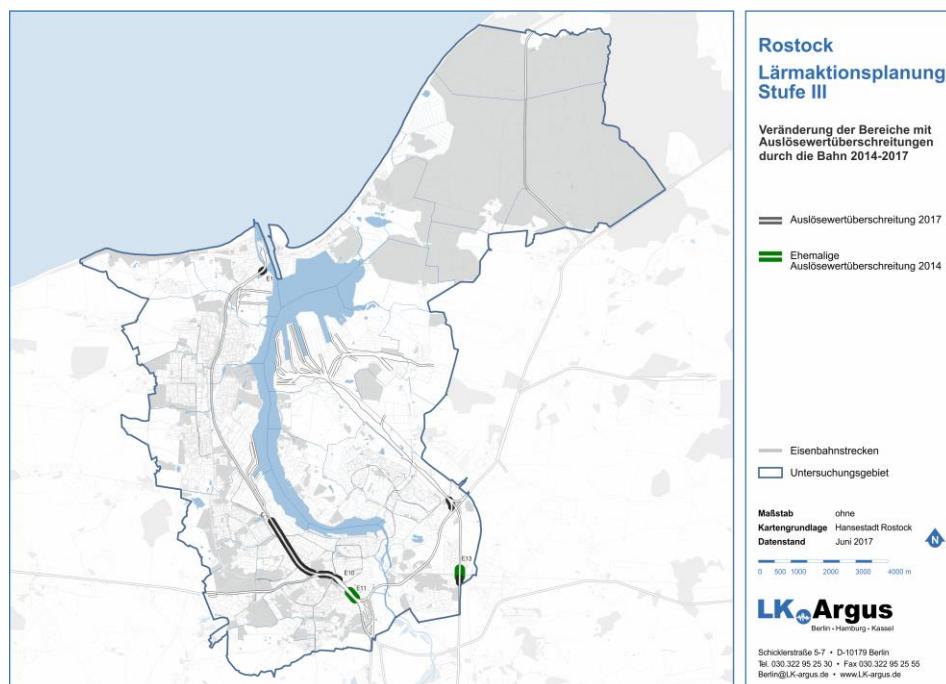 Rostock
Lärmaktionsplanung
Stufe III
Veränderung der Bereiche mit
Auslösewertüberschreitungen
durch die Bahn 2014-2017
Auslösewertüberschreitung 2017
Ehemalige
Auslösewertüberschreitung 2014
Eisenbahnstrecken
Untersuchungsgebiet
Maßstab ohne
Kartengrundlage Hansestadt Rostock
Datenstand Juni 2017
N
0 500 1000 2000 3000 4000 m
LK Argus
Berlin • Hamburg • Kassel
Schicklerstraße 5-7 • D-10179 Berlin
Tel. 030.322 95 25 30 • Fax 030.322 95 25 55
Berlin@LK-argus.de • www.LK-argus.de
E1
E13
E10
E11